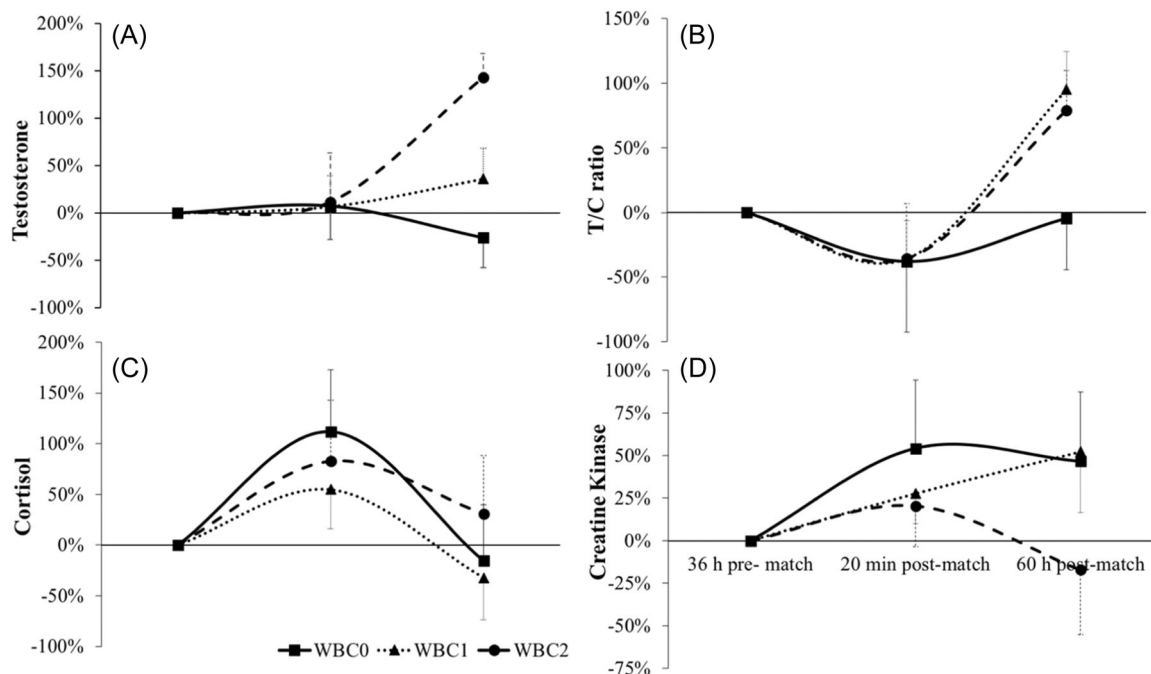 (A)
Testosterone
200%
150%
100%
50%
0%
-50%
-100%
(B)
T/C ratio
150%
100%
50%
0%
-50%
-100%
(C)
Cortisol
200%
150%
100%
50%
0%
-50%
-100%
WBC0 WBC1 WBC2
(D)
Creatine Kinase
100%
75%
50%
25%
0%
-25%
-50%
-75%
36 h pre- match 20 min post-match 60 h post-match